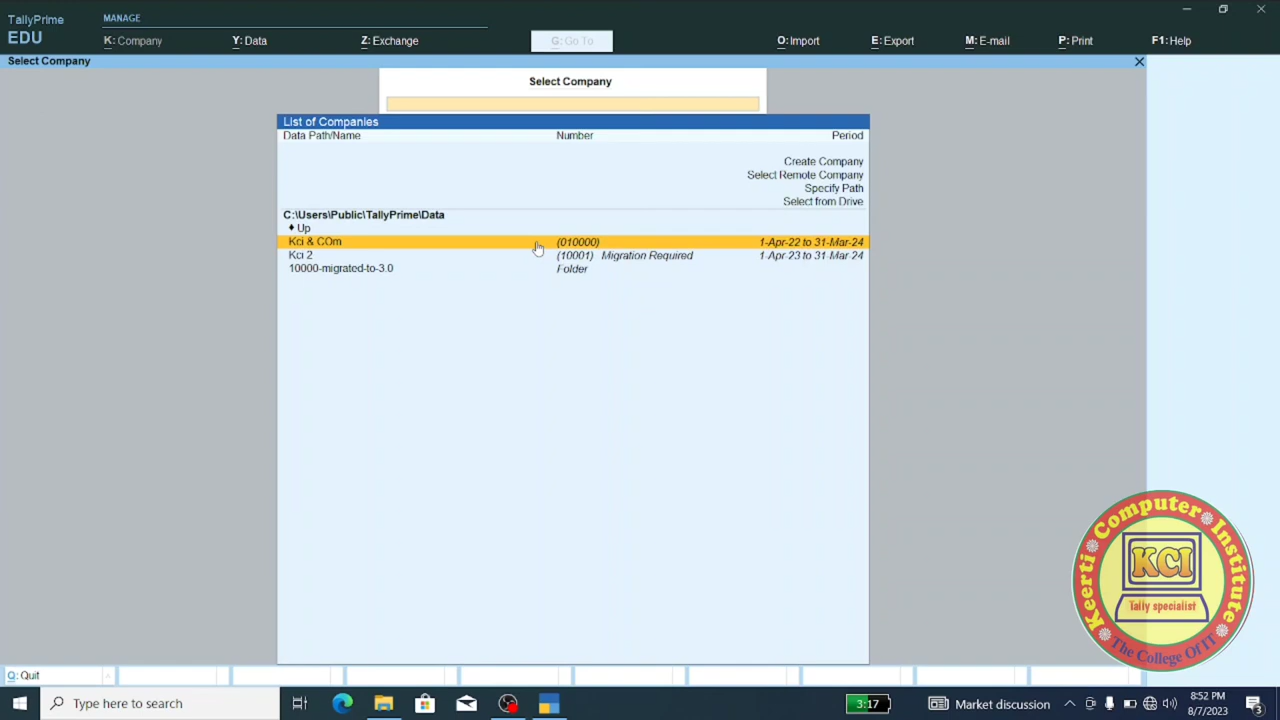 TallyPrime
EDU
MANAGE
K: Company
Y: Data
Z: Exchange
G: Go To
O: Import
E: Export
M: E-mail
P: Print
F1: Help
Select Company
Select Company
List of Companies
Data Path/Name Number Period
Create Company
Select Remote Company
Specify Path
Select from Drive
C:\Users\Public\TallyPrime\Data
♦ Up
Kci & COm (010000) 1-Apr-22 to 31-Mar-24
Kci 2 (10001) Migration Required 1-Apr-23 to 31-Mar-24
10000-migrated-to-3.0 Folder
Keerti Computer Institute
KCI
Tally specialist
The College Of IT
Q: Quit
Type here to search
3:17
Market discussion
8:52 PM
8/7/2023
3